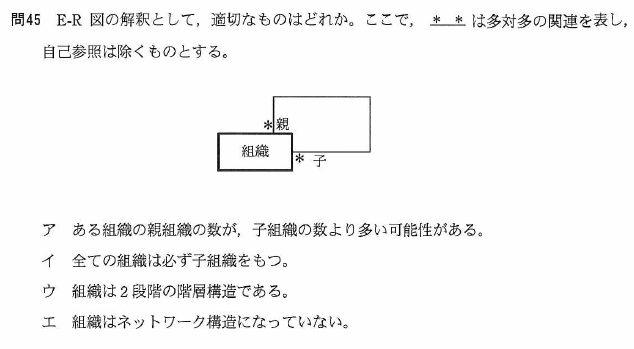 問45 E-R 図の解釈として，適切なものはどれか。ここで， * * は多対多の関連を表し，
自己参照は除くものとする。
*親
組織
* 子
ア ある組織の親組織の数が，子組織の数より多い可能性がある。
イ 全ての組織は必ず子組織をもつ。
ウ 組織は2段階の階層構造である。
エ 組織はネットワーク構造になっていない。